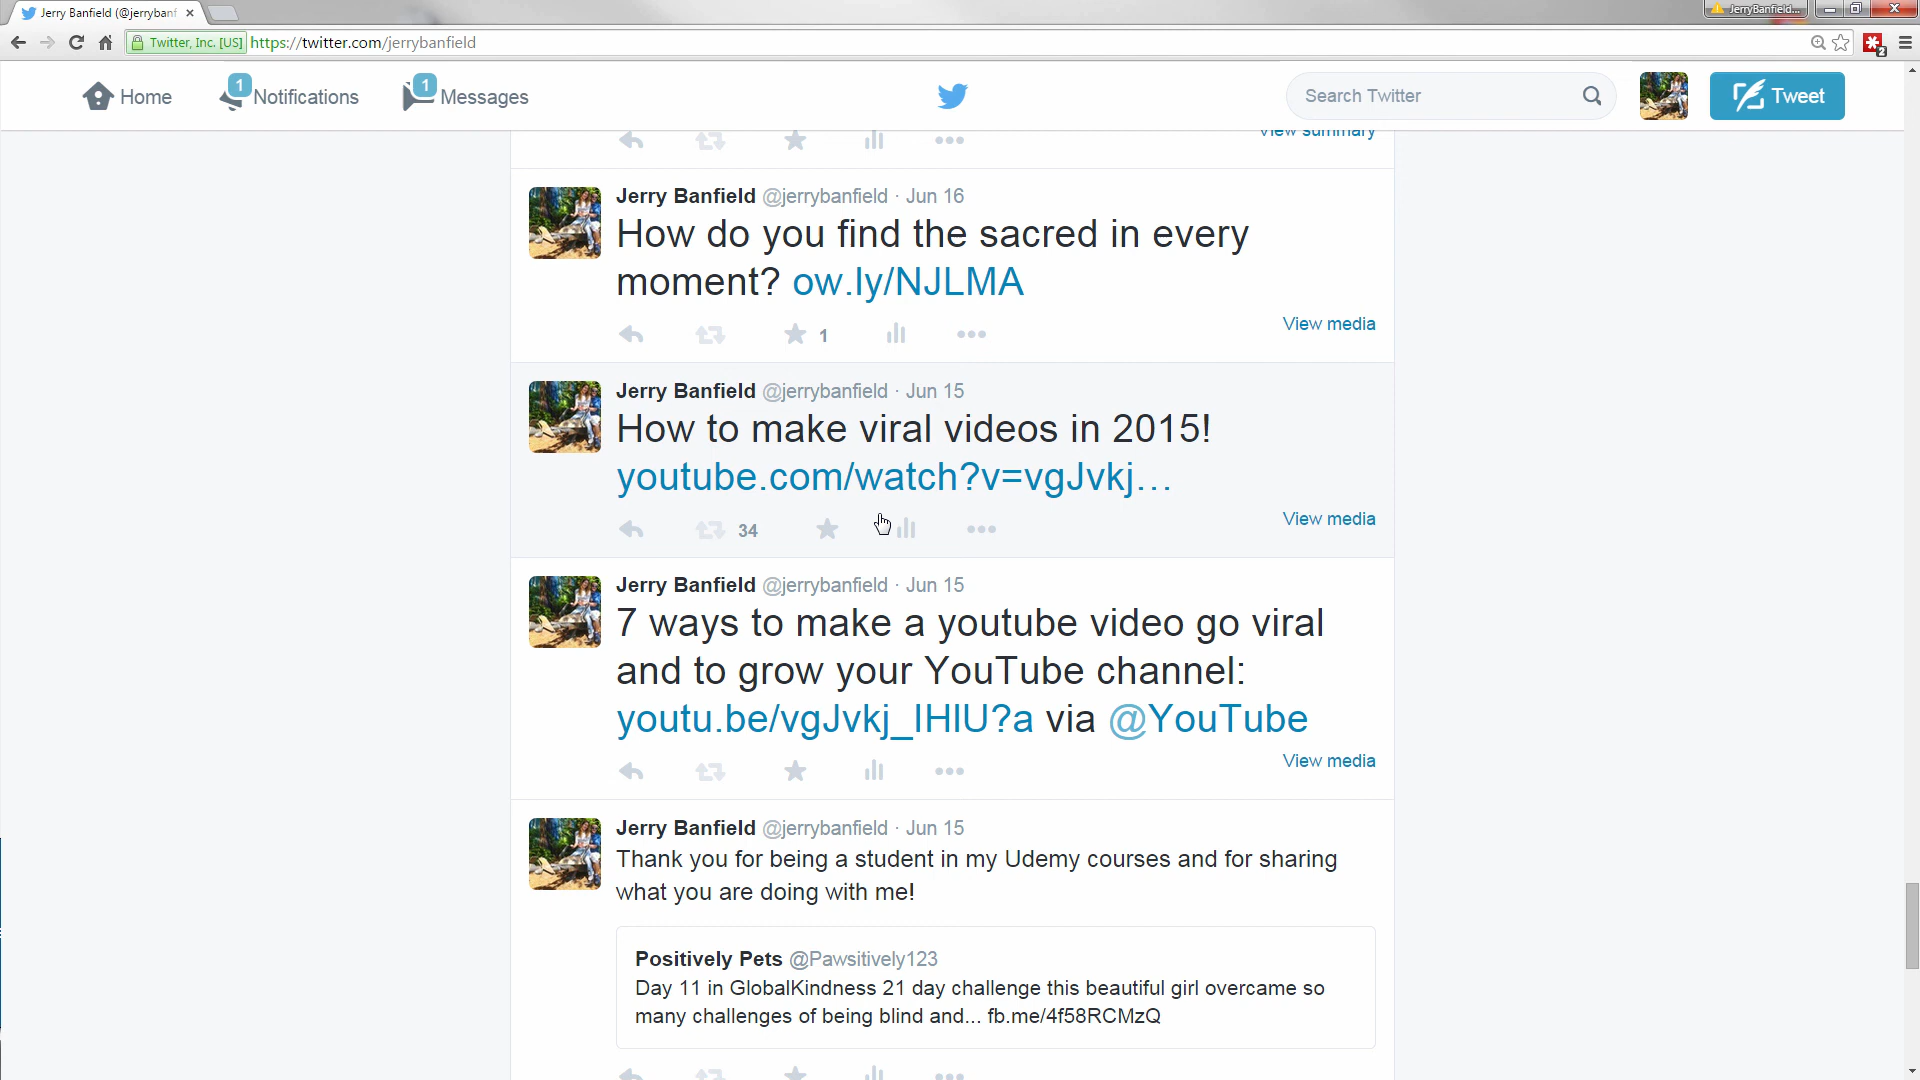 Jerry Banfield (@jerrybanf
JerryBanfield...
Twitter, Inc. [US] https://twitter.com/jerrybanfield
2
Home
1
Notifications
1
Messages
Search Twitter
Tweet
View summary
Jerry Banfield @jerrybanfield · Jun 16
How do you find the sacred in every
moment? ow.ly/NJLMA
1
View media
Jerry Banfield @jerrybanfield · Jun 15
How to make viral videos in 2015!
youtube.com/watch?v=vgJvkj...
34
View media
Jerry Banfield @jerrybanfield · Jun 15
7 ways to make a youtube video go viral
and to grow your YouTube channel:
youtu.be/vgJvkj_IHIU?a via @YouTube
View media
Jerry Banfield @jerrybanfield · Jun 15
Thank you for being a student in my Udemy courses and for sharing
what you are doing with me!
Positively Pets @Pawsitively123
Day 11 in GlobalKindness 21 day challenge this beautiful girl overcame so
many challenges of being blind and... fb.me/4f58RCMzQ